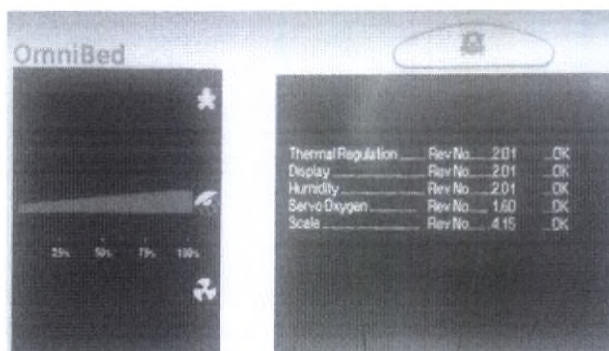 OmniBed
25% 50% 75% 100%
Thermal Regulation Rev No. 2.01 OK
Display Rev No. 2.01 OK
Humidity Rev No. 2.01 OK
Servo Oxygen Rev No. 1.60 OK
Scale Rev No. 4.15 OK